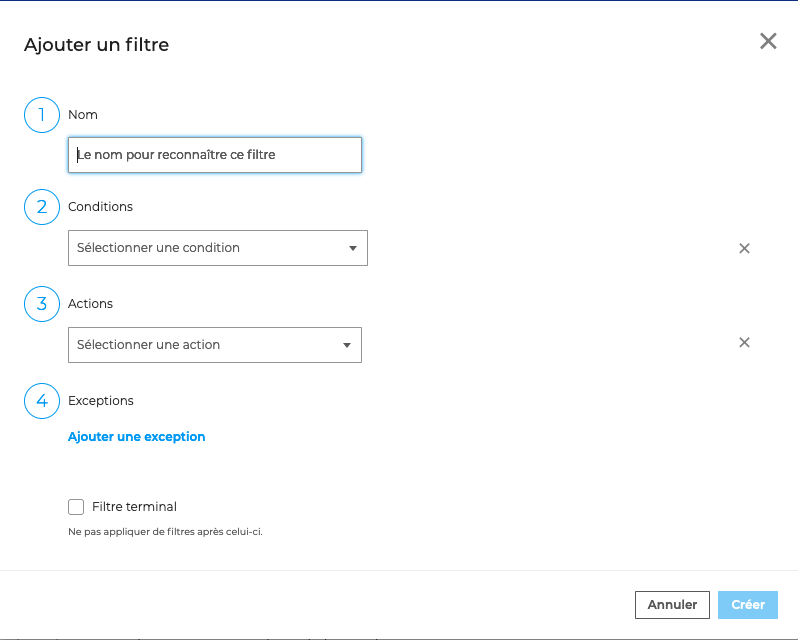 Ajouter un filtre
1 Nom
Le nom pour reconnaître ce filtre
2 Conditions
Sélectionner une condition
3 Actions
Sélectionner une action
4 Exceptions
Ajouter une exception
Filtre terminal
Ne pas appliquer de filtres après celui-ci.
Annuler Créer